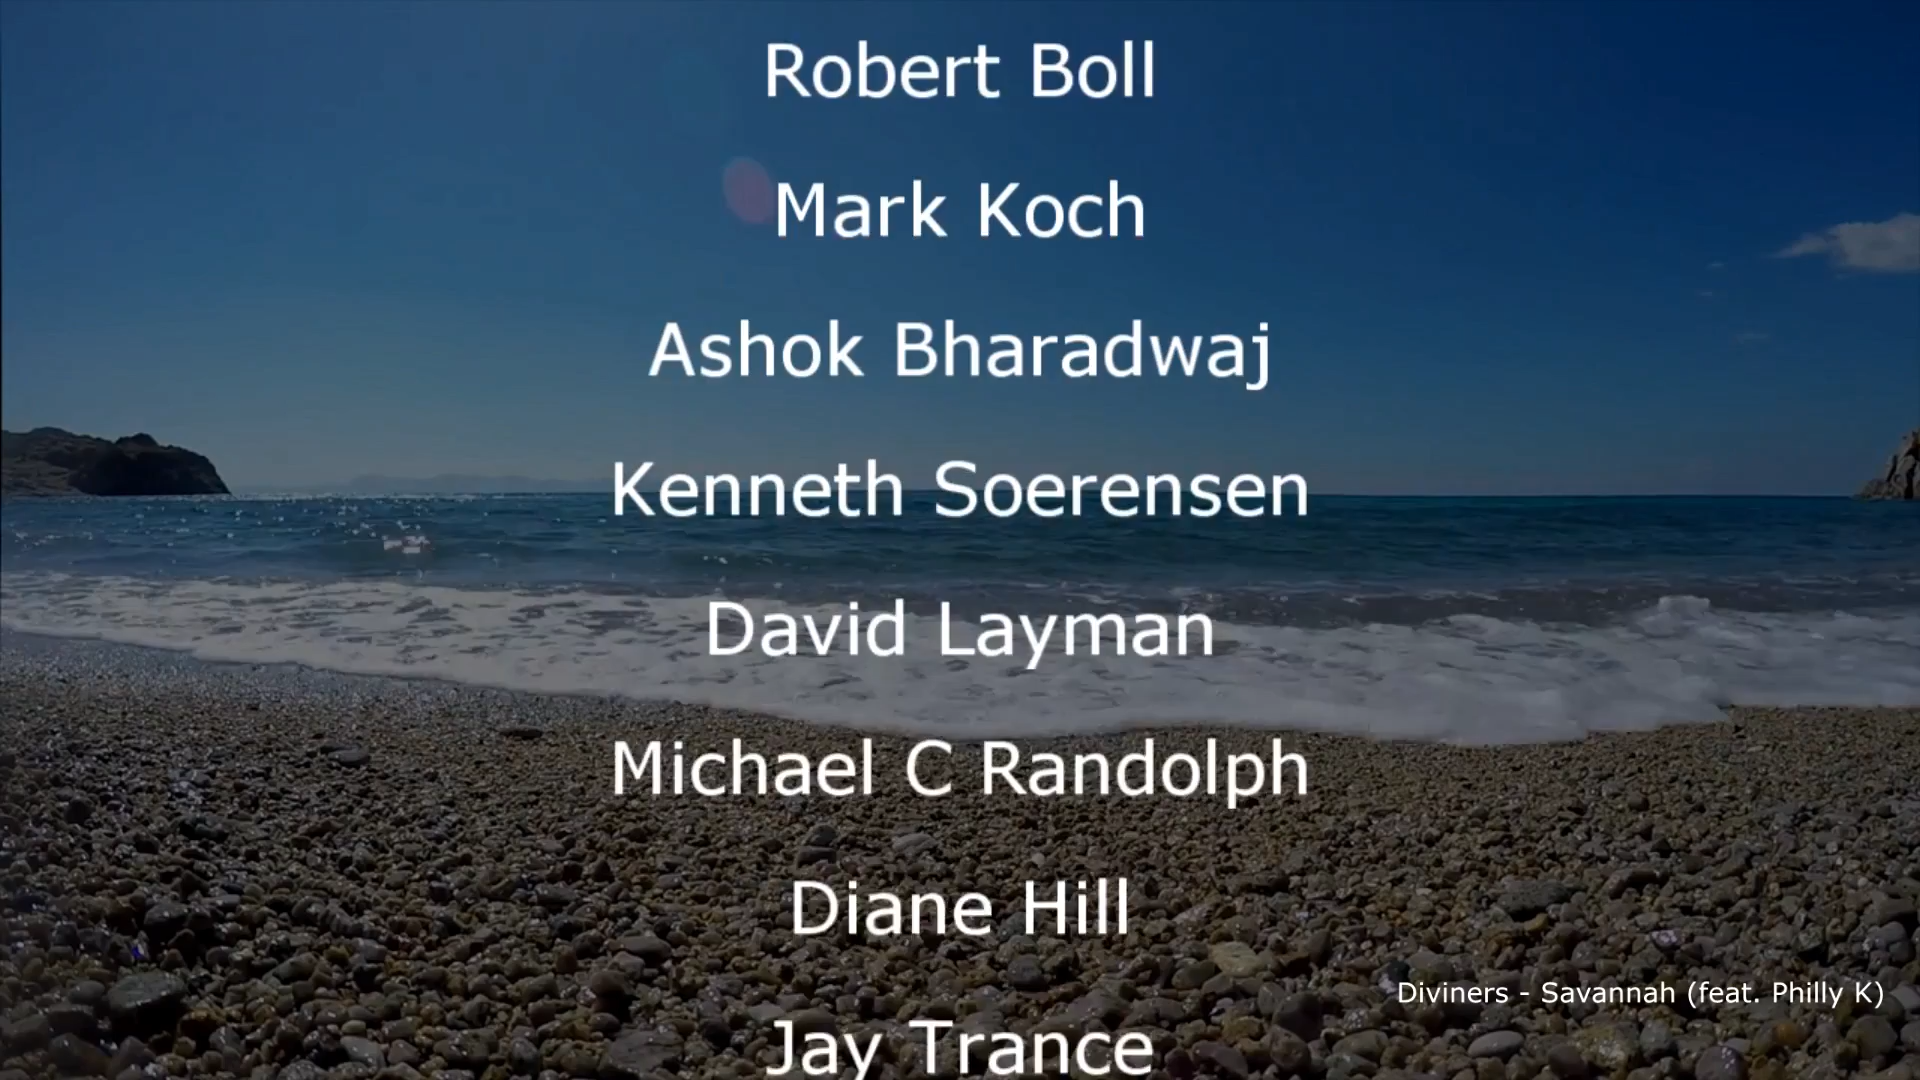 Robert Boll
Mark Koch
Ashok Bharadwaj
Kenneth Soerensen
David Layman
Michael C Randolph
Diane Hill
Diviners - Savannah (feat. Philly K)
Jay Trance